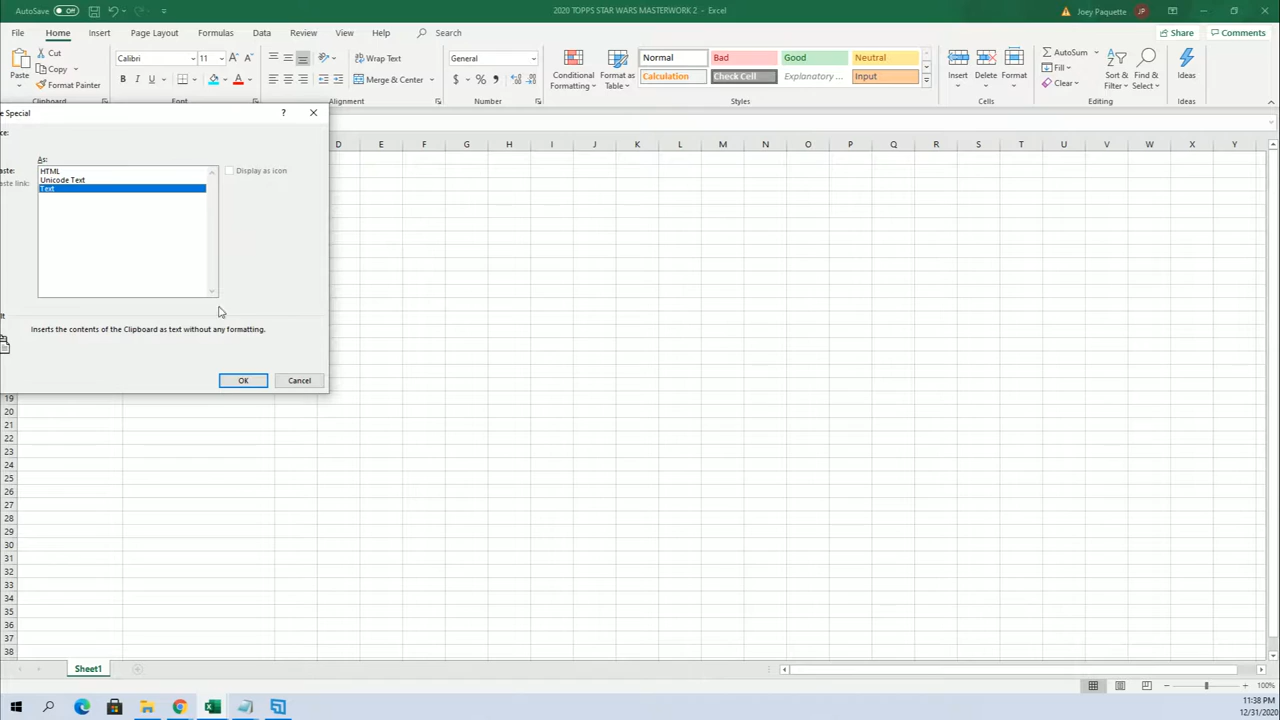 AutoSave Off 2020 TOPPS STAR WARS MASTERWORK 2 - Excel Joey Paquette JP
File Home Insert Page Layout Formulas Data Review View Help Search Share Comments
Paste Cut Copy Format Painter Clipboard
Calibri 11 B I U A Font
Wrap Text Merge & Center Alignment
General $ % Number
Conditional Formatting Format as Table
Normal Bad Good Neutral
Calculation Check Cell Explanatory ... Input
Styles
Insert Delete Format Cells
AutoSum Fill Clear Sort & Filter Find & Select Editing
Ideas Ideas
e Special ? 
ce:
As:
aste:
aste link:
HTML
Unicode Text
Text
Display as icon
lt
Inserts the contents of the Clipboard as text without any formatting.
OK Cancel
D E F G H I J K L M N O P Q R S T U V W X Y
19
20
21
22
23
24
25
26
27
28
29
30
31
32
33
34
35
36
37
38
Sheet1
100%
11:38 PM
12/31/2020